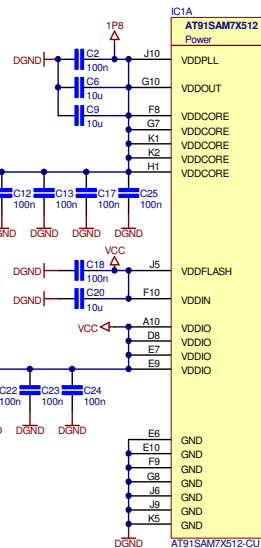 IC1A
1P8
AT91SAM7X512
Power
DGND C2 J10 VDDPLL
100n
C6 G10 VDDOUT
10u
C9 F8 VDDCORE
10u G7 VDDCORE
K1 VDDCORE
K2 VDDCORE
H1 VDDCORE
C12 C13 C17 C25
100n 100n 100n 100n
DGND DGND DGND
VCC
DGND C18 J5 VDDFLASH
100n
DGND C20 F10 VDDIN
10u
VCC A10 VDDIO
D8 VDDIO
E7 VDDIO
E9 VDDIO
C22 C23 C24
100n 100n 100n
DGND DGND
E6 GND
E10 GND
F9 GND
G8 GND
J6 GND
J9 GND
K5 GND
DGND AT91SAM7X512-CU